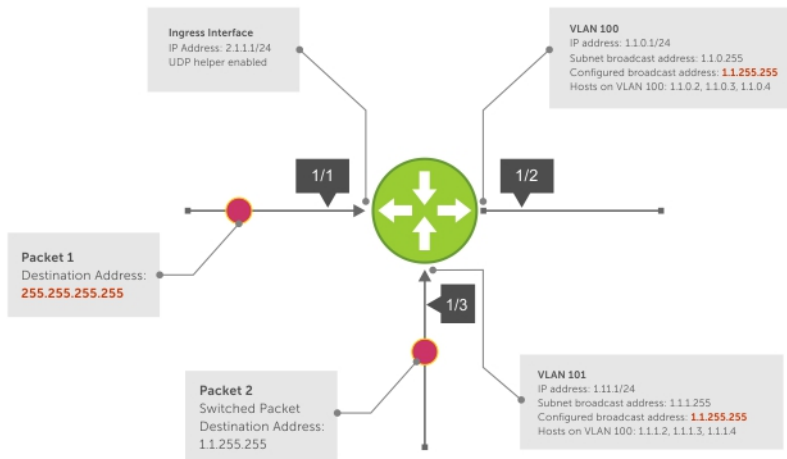 Ingress Interface
IP Address: 2.1.1.1/24
UDP helper enabled
VLAN 100
IP address: 1.1.0.1/24
Subnet broadcast address: 1.1.0.255
Configured broadcast address: 1.1.255.255
Hosts on VLAN 100: 1.1.0.2, 1.1.0.3, 1.1.0.4
1/1
1/2
Packet 1
Destination Address:
255.255.255.255
1/3
Packet 2
Switched Packet
Destination Address:
1.1.255.255
VLAN 101
IP address: 1.11.1/24
Subnet broadcast address: 1.1.1.255
Configured broadcast address: 1.1.255.255
Hosts on VLAN 100: 1.1.1.2, 1.1.1.3, 1.1.1.4